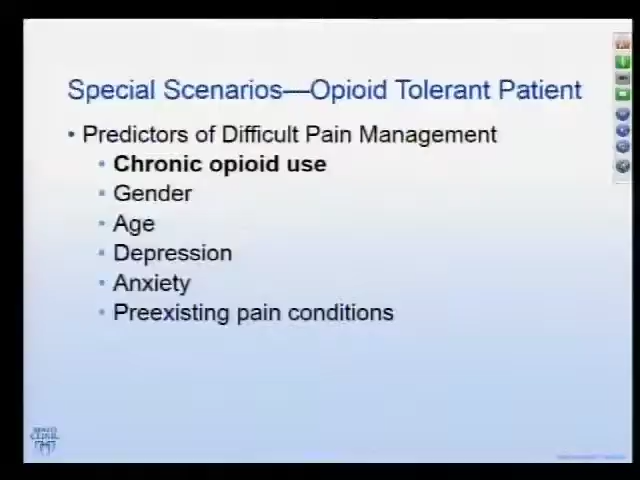 Special Scenarios—Opioid Tolerant Patient
• Predictors of Difficult Pain Management
• Chronic opioid use
• Gender
• Age
• Depression
• Anxiety
• Preexisting pain conditions
CLINIC